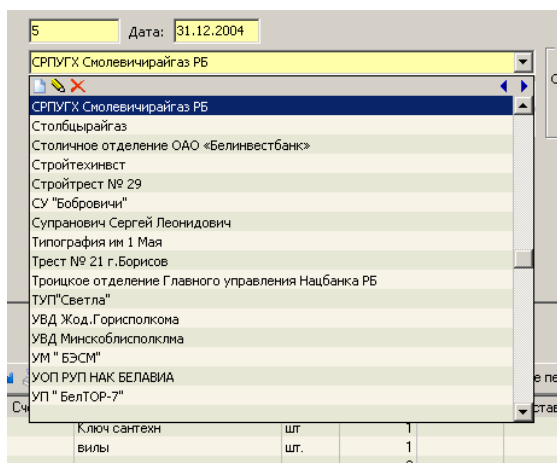 5 Дата: 31.12.2004
СРПУГХ Смолевичирайгаз РБ
СРПУГХ Смолевичирайгаз РБ
Столбцырайгаз
Столичное отделение ОАО «Белинвестбанк»
Стройтехинвст
Стройтрест № 29
СУ "Бобровичи"
Супранович Сергей Леонидович
Типография им 1 Мая
Трест № 21 г.Борисов
Троицкое отделение Главного управления Нацбанка РБ
ТУП"Светла"
УВД Жод.Горисполкома
УВД Минскоблисполклма
УМ " БЭСМ"
УОП РУП НАК БЕЛАВИА
УП " БелТОР-7"
Ключ сантехн шт 1
вилы шт. 1